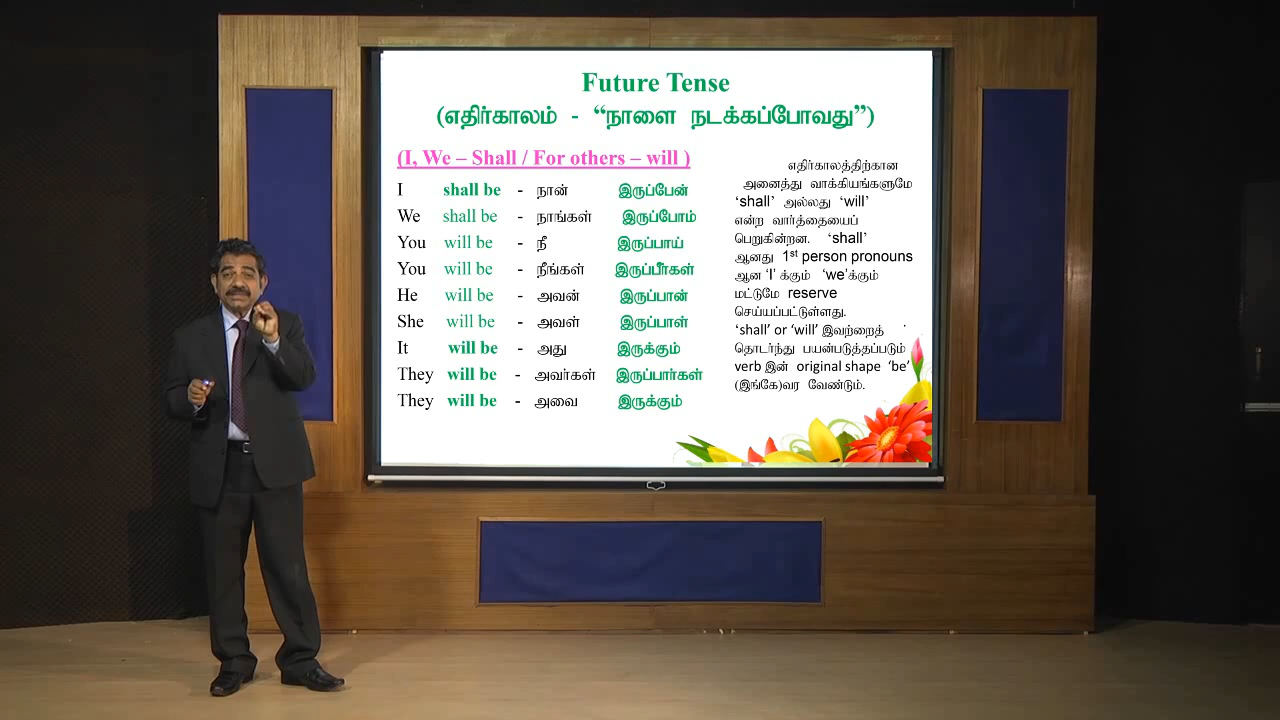 Future Tense
(எதிர்காலம் - “நாளை நடக்கப்போவது”)
(I, We – Shall / For others – will )
I shall be - நான் இருப்பேன்
We shall be - நாங்கள் இருப்போம்
You will be - நீ இருப்பாய்
You will be - நீங்கள் இருப்பீர்கள்
He will be - அவன் இருப்பான்
She will be - அவள் இருப்பாள்
It will be - அது இருக்கும்
They will be - அவர்கள் இருப்பார்கள்
They will be - அவை இருக்கும்
எதிர்காலத்திற்கான
அனைத்து வாக்கியங்களுமே
‘shall’ அல்லது ‘will’
என்ற வார்த்தையைப்
பெறுகின்றன. ‘shall’
ஆனது 1st person pronouns
ஆன ‘I’ க்கும் ‘we’க்கும்
மட்டுமே reserve
செய்யப்பட்டுள்ளது.
‘shall’ or ‘will’ இவற்றைத்
தொடர்ந்து பயன்படுத்தப்படும்
verb இன் original shape ‘be’
(இங்கே)வர வேண்டும்.